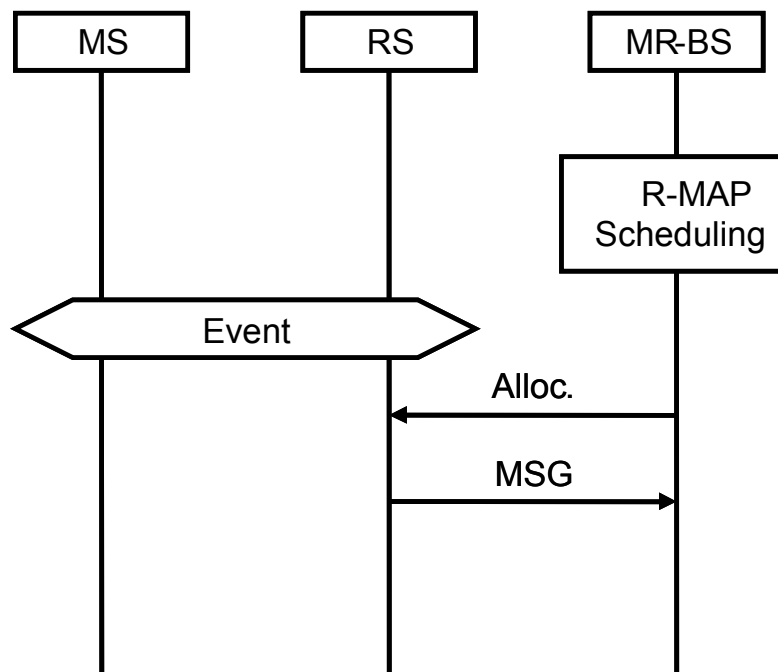 MS
RS
MR-BS
R-MAP
Scheduling
Event
Alloc.
MSG